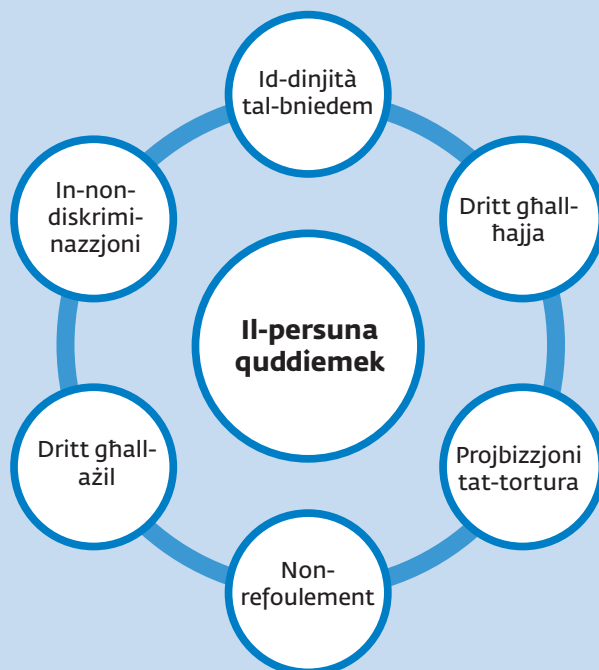 Id-dinjità
tal-bniedem
Dritt għall-
ħajja
Projbizzjoni
tat-tortura
Non-
refoulement
Dritt għall-
ażil
In-non-
diskrimi-
nazzjoni
Il-persuna
quddiemek